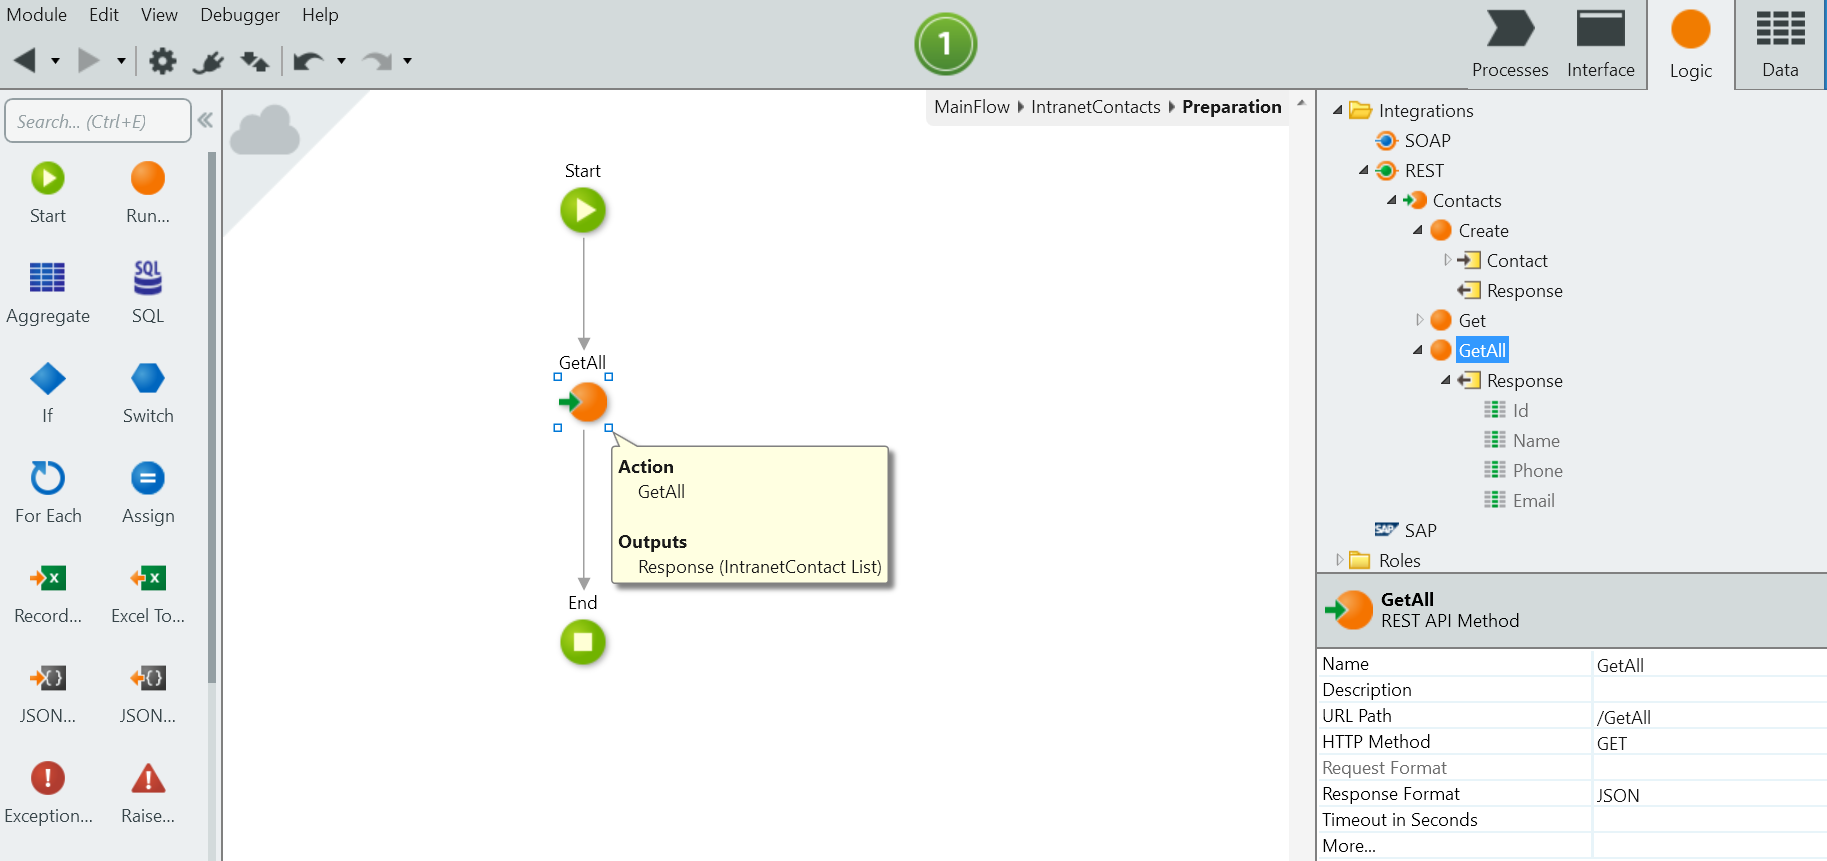 Module Edit View Debugger Help
1
Processes Interface Logic Data
Search... (Ctrl+E)
Start Run...
Aggregate SQL
SQL
If Switch
For Each Assign
Record... Excel To...
JSON... JSON...
Exception... Raise...
MainFlow IntranetContacts Preparation
Start
GetAll
Action
GetAll
Outputs
Response (IntranetContact List)
End
Integrations
SOAP
REST
Contacts
Create
Contact
Response
Get
GetAll
Response
Id
Name
Phone
Email
SAP SAP
Roles
GetAll
REST API Method
Name GetAll
Description
URL Path /GetAll
HTTP Method GET
Request Format
Response Format JSON
Timeout in Seconds
More...